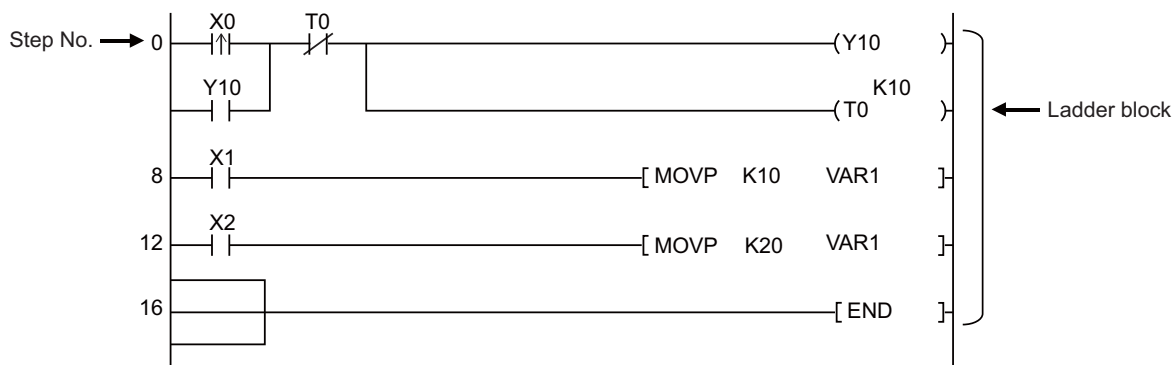 X0 T0
Step No. 0 (Y10 )
Y10 K10
(T0 ) Ladder block
X1
8 [ MOVP K10 VAR1 ]
X2
12 [ MOVP K20 VAR1 ]
16 [ END ]